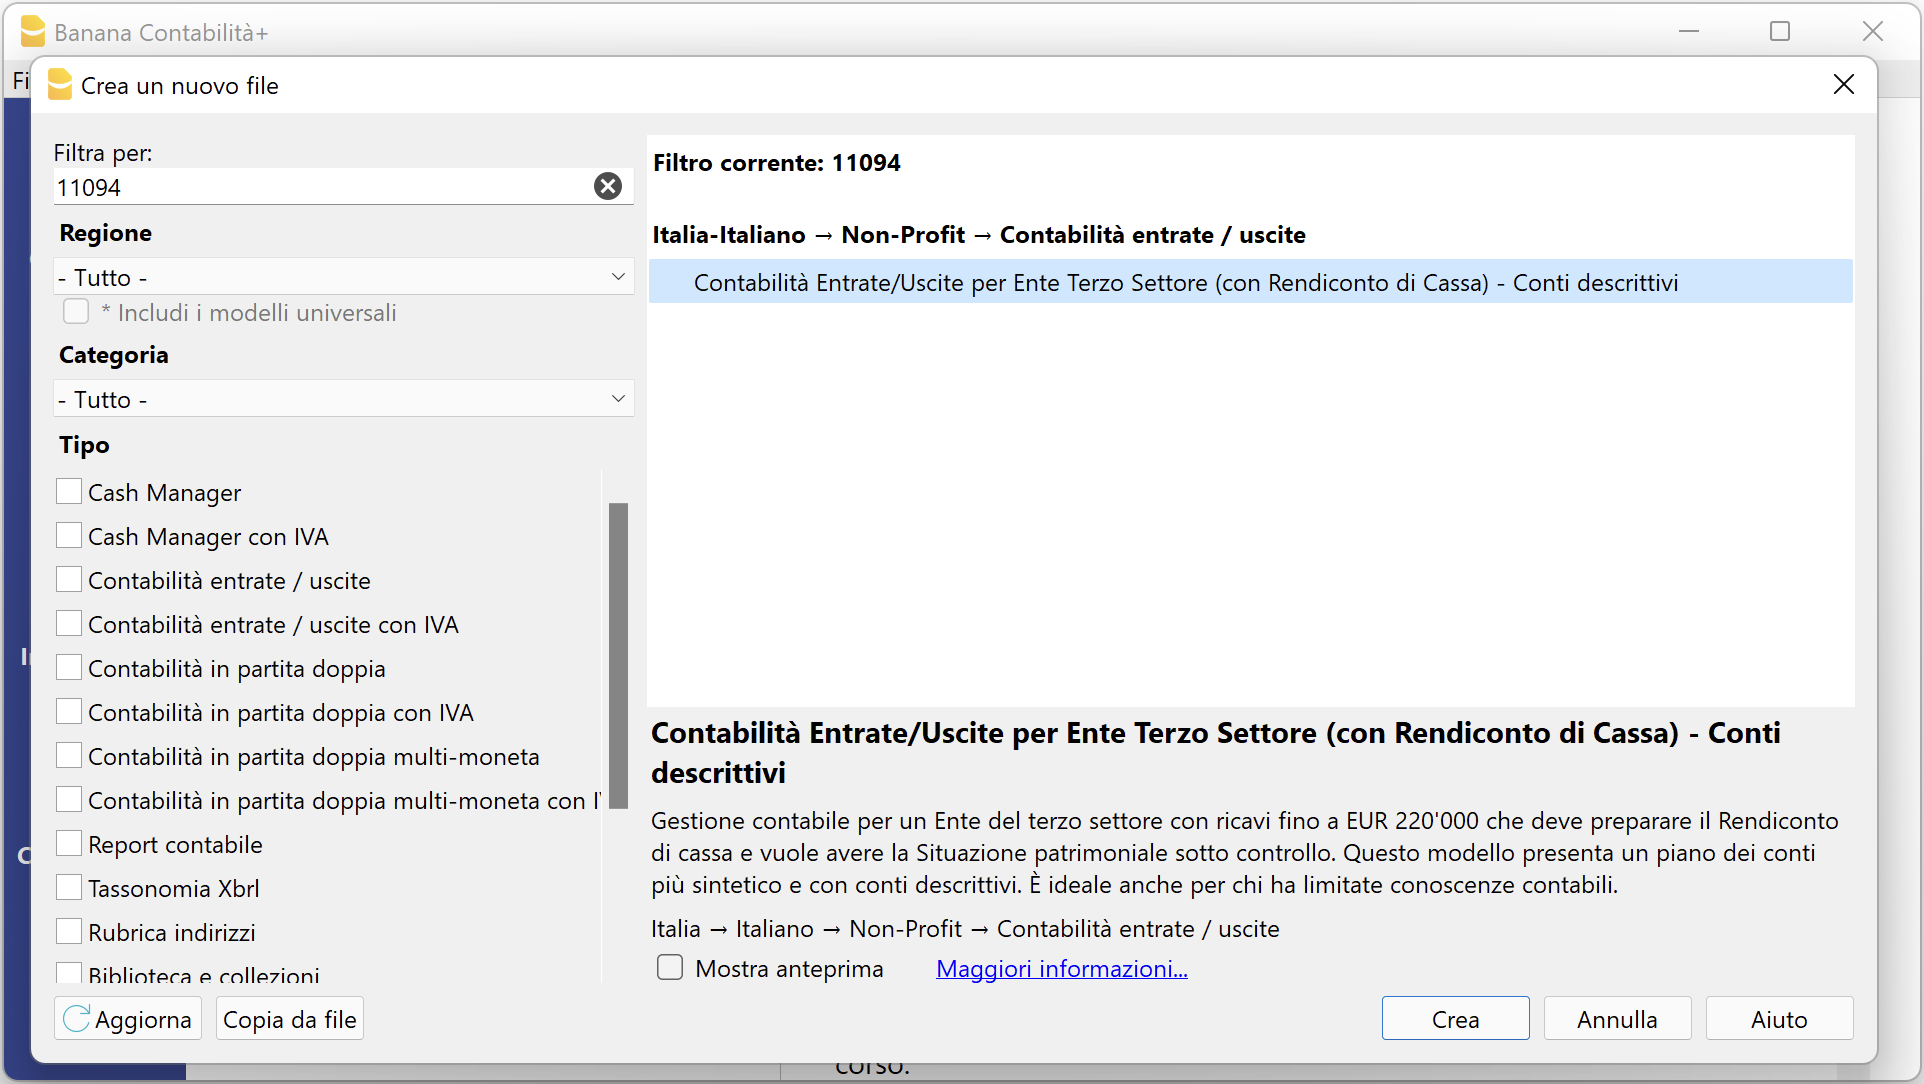 Banana Contabilità+
Fi
Crea un nuovo file
Filtra per:
11094
Regione
- Tutto -
* Includi i modelli universali
Categoria
- Tutto -
Tipo
Cash Manager
Cash Manager con IVA
Contabilità entrate / uscite
Contabilità entrate / uscite con IVA
Contabilità in partita doppia
Contabilità in partita doppia con IVA
Contabilità in partita doppia multi-moneta
Contabilità in partita doppia multi-moneta con
Report contabile
Tassonomia Xbrl
Rubrica indirizzi
Biblioteca e collezioni
Aggiorna
Copia da file
Filtro corrente: 11094
Italia-Italiano → Non-Profit → Contabilità entrate / uscite
Contabilità Entrate/Uscite per Ente Terzo Settore (con Rendiconto di Cassa) - Conti descrittivi
Contabilità Entrate/Uscite per Ente Terzo Settore (con Rendiconto di Cassa) - Conti
descrittivi
Gestione contabile per un Ente del terzo settore con ricavi fino a EUR 220'000 che deve preparare il Rendiconto
di cassa e vuole avere la Situazione patrimoniale sotto controllo. Questo modello presenta un piano dei conti
più sintetico e con conti descrittivi. È ideale anche per chi ha limitate conoscenze contabili.
Italia → Italiano → Non-Profit → Contabilità entrate / uscite
Mostra anteprima
Maggiori informazioni...
Crea
Annulla
Aiuto
corso.